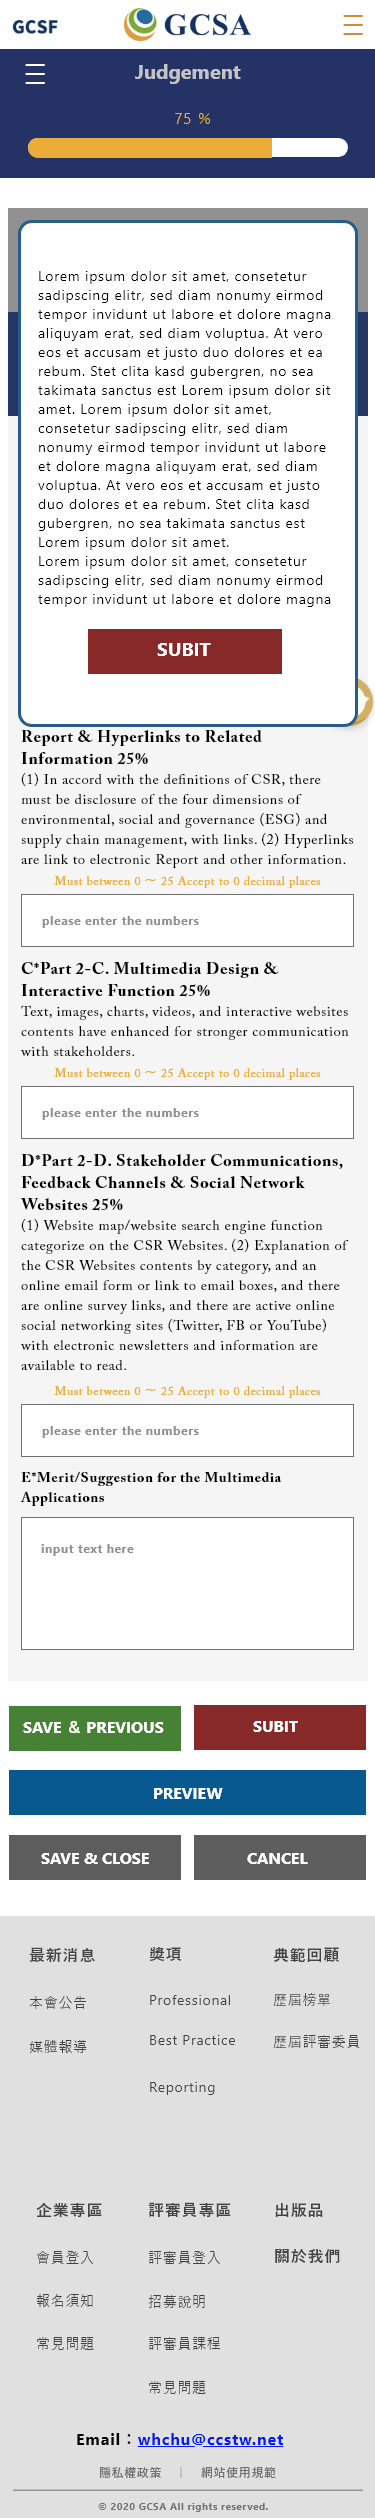 GCSF
GCSA
Judgement
75 %
Lorem ipsum dolor sit amet, consetetur
sadipscing elitr, sed diam nonumy eirmod
tempor invidunt ut labore et dolore magna
aliquyam erat, sed diam voluptua. At vero
eos et accusam et justo duo dolores et ea
rebum. Stet clita kasd gubergren, no sea
takimata sanctus est Lorem ipsum dolor sit
amet. Lorem ipsum dolor sit amet,
consetetur sadipscing elitr, sed diam
nonumy eirmod tempor invidunt ut labore
et dolore magna aliquyam erat, sed diam
voluptua. At vero eos et accusam et justo
duo dolores et ea rebum. Stet clita kasd
gubergren, no sea takimata sanctus est
Lorem ipsum dolor sit amet.
Lorem ipsum dolor sit amet, consetetur
sadipscing elitr, sed diam nonumy eirmod
tempor invidunt ut labore et dolore magna
SUBIT
Report & Hyperlinks to Related
Information 25%
(1) In accord with the definitions of CSR, there
must be disclosure of the four dimensions of
environmental, social and governance (ESG) and
supply chain management, with links. (2) Hyperlinks
are link to electronic Report and other information.
Must between 0 ～ 25 Accept to 0 decimal places
please enter the numbers
C*Part 2-C. Multimedia Design &
Interactive Function 25%
Text, images, charts, videos, and interactive websites
contents have enhanced for stronger communication
with stakeholders.
Must between 0 ～ 25 Accept to 0 decimal places
please enter the numbers
D*Part 2-D. Stakeholder Communications,
Feedback Channels & Social Network
Websites 25%
(1) Website map/website search engine function
categorize on the CSR Websites. (2) Explanation of
the CSR Websites contents by category, and an
online email form or link to email boxes, and there
are online survey links, and there are active online
social networking sites (Twitter, FB or YouTube)
with electronic newsletters and information are
available to read.
Must between 0 ～ 25 Accept to 0 decimal places
please enter the numbers
E*Merit/Suggestion for the Multimedia
Applications
input text here
SAVE & PREVIOUS
SUBIT
PREVIEW
SAVE & CLOSE
CANCEL
最新消息
獎項
典範回顧
本會公告
Professional
歷屆榜單
媒體報導
Best Practice
歷屆評審委員
Reporting
企業專區
評審員專區
出版品
會員登入
評審員登入
關於我們
報名須知
招募說明
常見問題
評審員課程
常見問題
Email：whchu@ccstw.net
隱私權政策 | 網站使用規範
© 2020 GCSA All rights reserved.